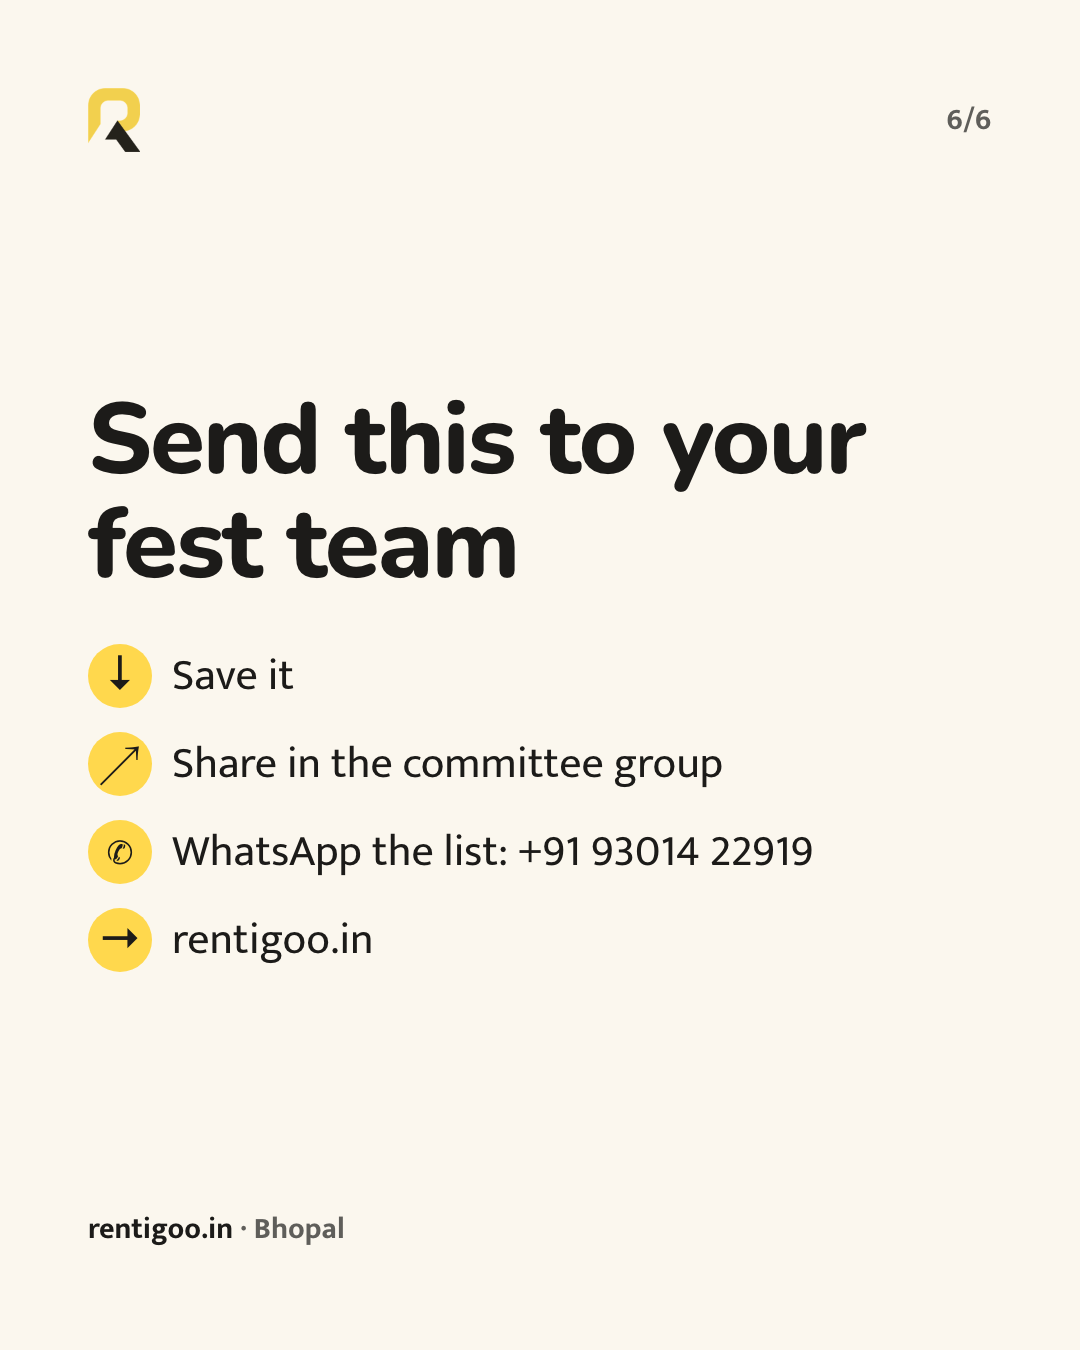 6/6
Send this to your
fest team
↓ Save it
↗ Share in the committee group
✆ WhatsApp the list: +91 93014 22919
→ rentigoo.in
rentigoo.in · Bhopal